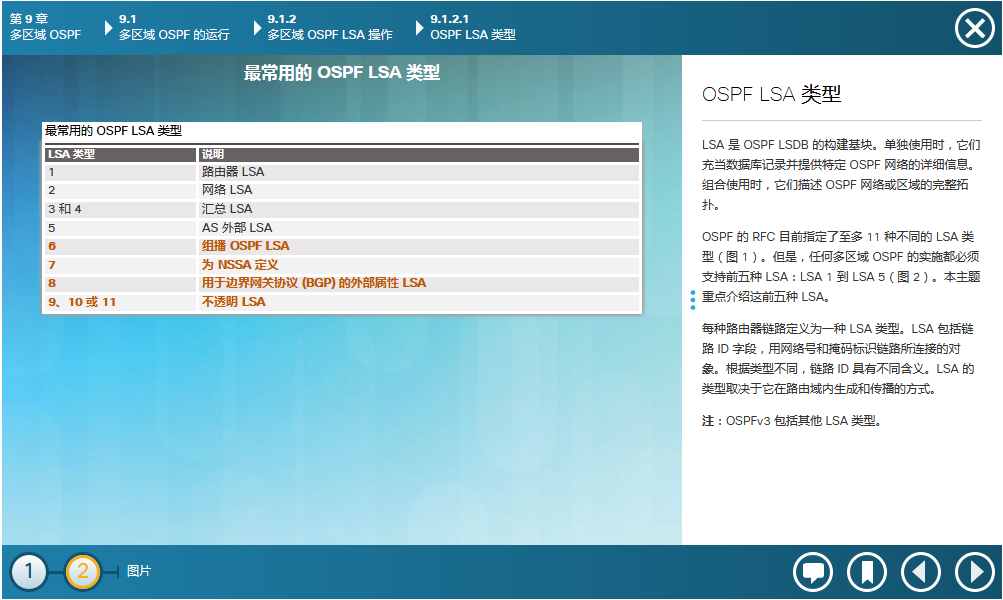 第 9 章
多区域 OSPF
9.1
多区域 OSPF 的运行
9.1.2
多区域 OSPF LSA 操作
9.1.2.1
OSPF LSA 类型
最常用的 OSPF LSA 类型
最常用的 OSPF LSA 类型
LSA 类型 说明
1 路由器 LSA
2 网络 LSA
3 和 4 汇总 LSA
5 AS 外部 LSA
6 组播 OSPF LSA
7 为 NSSA 定义
8 用于边界网关协议 (BGP) 的外部属性 LSA
9、10 或 11 不透明 LSA
OSPF LSA 类型
LSA 是 OSPF LSDB 的构建基块。单独使用时，它们
充当数据库记录并提供特定 OSPF 网络的详细信息。
组合使用时，它们描述 OSPF 网络或区域的完整拓
扑。
OSPF 的 RFC 目前指定了至多 11 种不同的 LSA 类
型（图 1）。但是，任何多区域 OSPF 的实施都必须
支持前五种 LSA：LSA 1 到 LSA 5（图 2）。本主题
重点介绍这前五种 LSA。
每种路由器链路定义为一种 LSA 类型。LSA 包括链
路 ID 字段，用网络号和掩码标识链路所连接的对
象。根据类型不同，链路 ID 具有不同含义。LSA 的
类型取决于它在路由域内生成和传播的方式。
注：OSPFv3 包括其他 LSA 类型。
1 2 图片